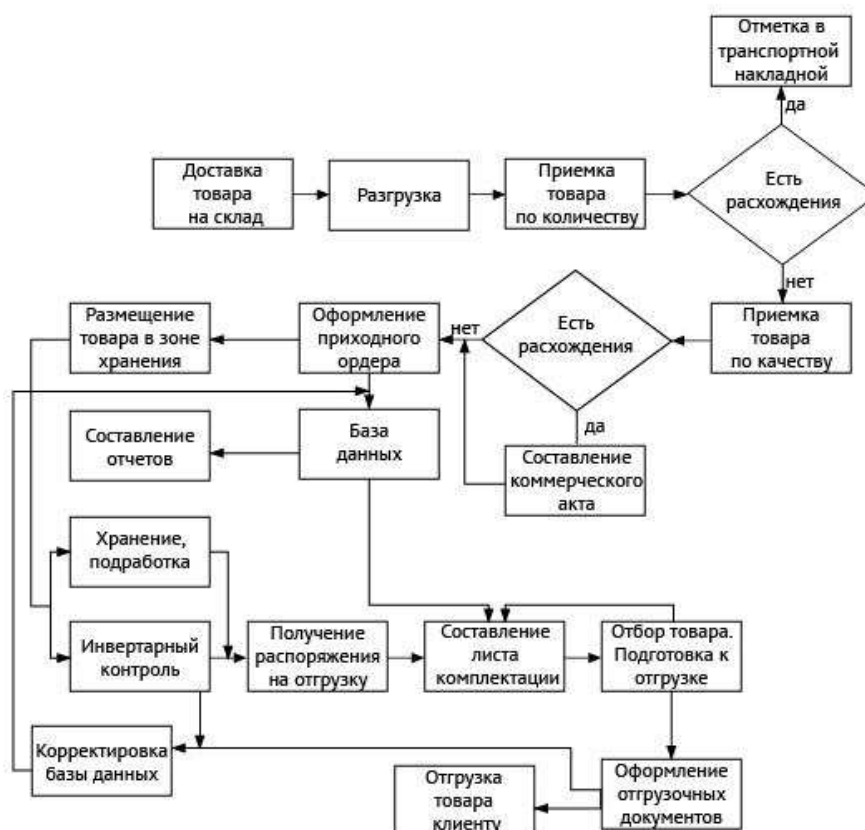 Отметка в
транспортной
накладной
да
Доставка
товара
на склад
Разгрузка
Приемка
товара
по количеству
Есть
расхождения
нет
Размещение
товара в зоне
хранения
Оформление
приходного
ордера
нет
Есть
расхождения
Приемка
товара
по качеству
да
Составление
отчетов
База
данных
Составление
коммерческого
акта
Хранение,
подработка
Инвертарный
контроль
Получение
распоряжения
на отгрузку
Составление
листа
комплектации
Отбор товара.
Подготовка к
отгрузке
Корректировка
базы данных
Отгрузка
товара
клиенту
Оформление
отгрузочных
документов